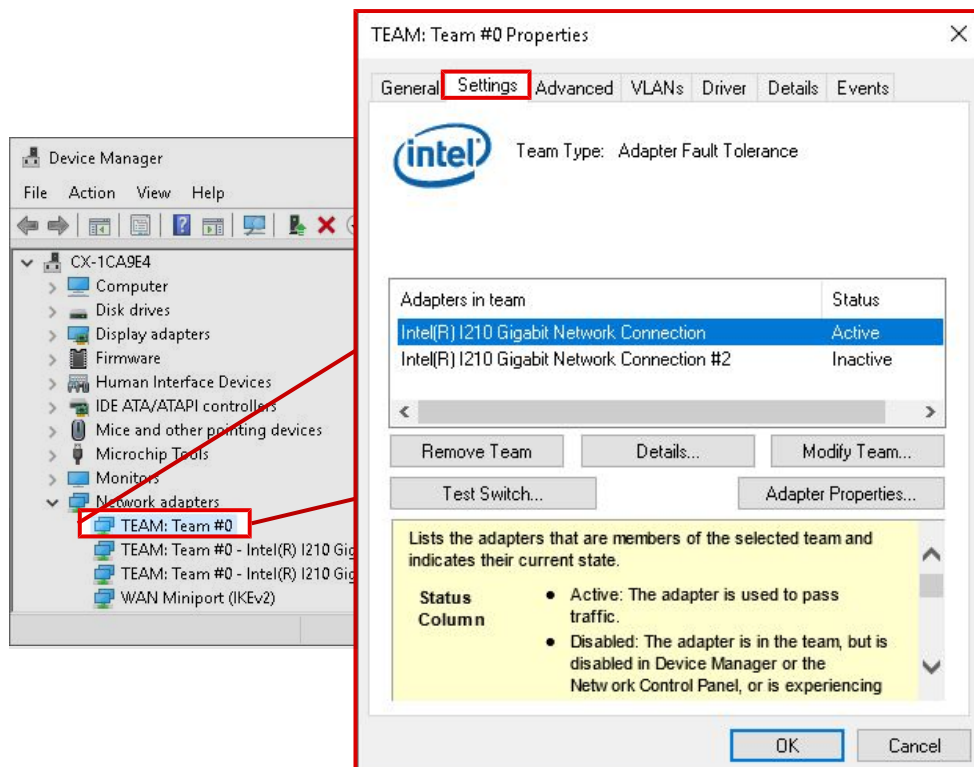 TEAM: Team #0 Properties
General Settings Advanced VLANs Driver Details Events
intel
Team Type: Adapter Fault Tolerance
Adapters in team Status
Intel(R) I210 Gigabit Network Connection Active
Intel(R) I210 Gigabit Network Connection #2 Inactive
Remove Team Details... Modify Team...
Test Switch... Adapter Properties...
Lists the adapters that are members of the selected team and
indicates their current state.
Status
Column
• Active: The adapter is used to pass
traffic.
• Disabled: The adapter is in the team, but is
disabled in Device Manager or the
Network Control Panel, or is experiencing
OK Cancel
Device Manager
File Action View Help
CX-1CA9E4
Computer
Disk drives
Display adapters
Firmware
Human Interface Devices
IDE ATA/ATAPI controllers
Mice and other pointing devices
Microchip Tools
Monitors
Network adapters
TEAM: Team #0
TEAM: Team #0 - Intel(R) I210 Gig
TEAM: Team #0 - Intel(R) I210 Gig
WAN Miniport (IKEv2)